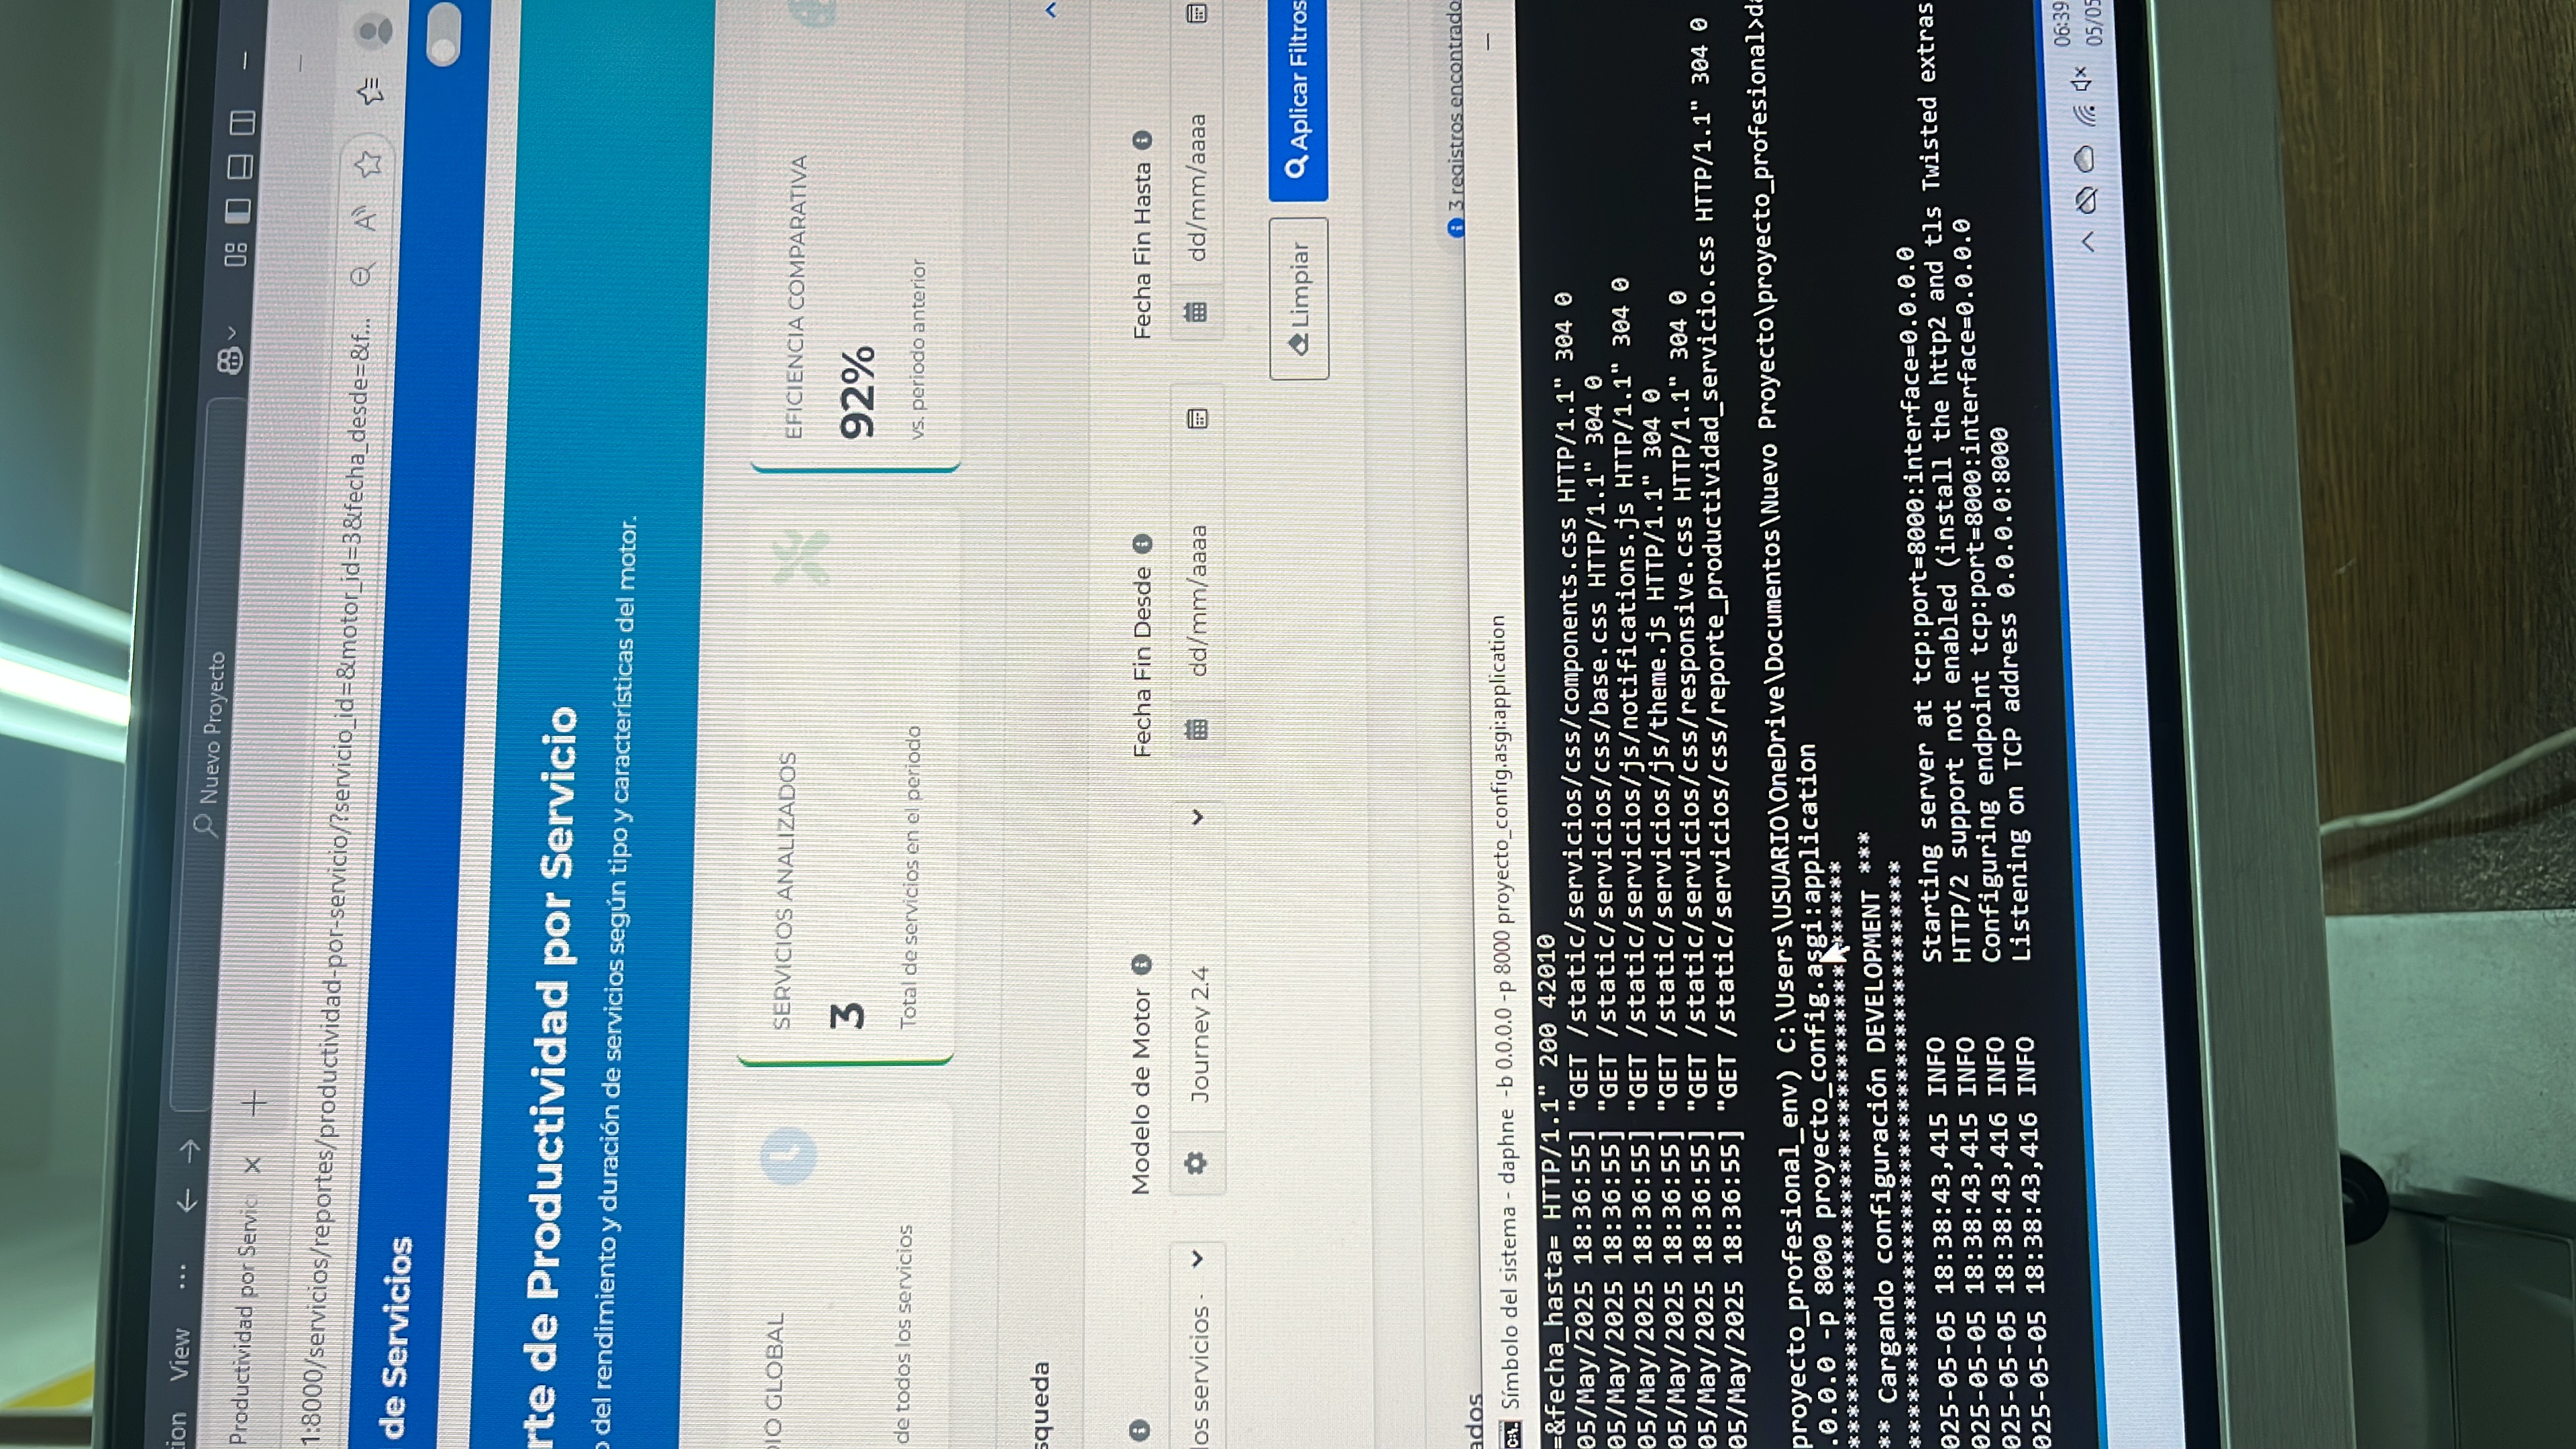 tion View ... Nuevo Proyecto
Productividad por Servic
1:8000/servicios/reportes/productividad-por-servicio/?servicio_id=&motor_id=3&fecha_desde=&f...
de Servicios
rte de Productividad por Servicio
o del rendimiento y duración de servicios según tipo y características del motor.
DIO GLOBAL
de todos los servicios
SERVICIOS ANALIZADOS
3
Total de servicios en el periodo
EFICIENCIA COMPARATIVA
92%
vs. periodo anterior
squeda
Modelo de Motor
Fecha Fin Desde
Fecha Fin Hasta
los servicios -
Journey 2.4
dd/mm/aaaa
dd/mm/aaaa
Limpiar
Aplicar Filtros
ados
3 registros encontrado
Símbolo del sistema - daphne -b 0.0.0.0 -p 8000 proyecto_config.asgi:application
=&fecha_hasta= HTTP/1.1" 200 42010
05/May/2025 18:36:55] "GET /static/servicios/css/components.css HTTP/1.1" 304 0
05/May/2025 18:36:55] "GET /static/servicios/css/base.css HTTP/1.1" 304 0
05/May/2025 18:36:55] "GET /static/servicios/js/notifications.js HTTP/1.1" 304 0
05/May/2025 18:36:55] "GET /static/servicios/js/theme.js HTTP/1.1" 304 0
05/May/2025 18:36:55] "GET /static/servicios/css/responsive.css HTTP/1.1" 304 0
05/May/2025 18:36:55] "GET /static/servicios/css/reporte_productividad_servicio.css HTTP/1.1" 304 0
proyecto_profesional_env) C:\Users\USUARIO\OneDrive\Documentos\Nuevo Proyecto\proyecto_profesional>da
.0.0.0 -p 8000 proyecto_config.asgi:application
**************************************
** Cargando configuración DEVELOPMENT ***
**************************************
025-05-05 18:38:43,415 INFO Starting server at tcp:port=8000:interface=0.0.0.0
025-05-05 18:38:43,415 INFO HTTP/2 support not enabled (install the http2 and tls Twisted extras
025-05-05 18:38:43,416 INFO Configuring endpoint tcp:port=8000:interface=0.0.0.0
025-05-05 18:38:43,416 INFO Listening on TCP address 0.0.0.0:8000
06:39
05/05